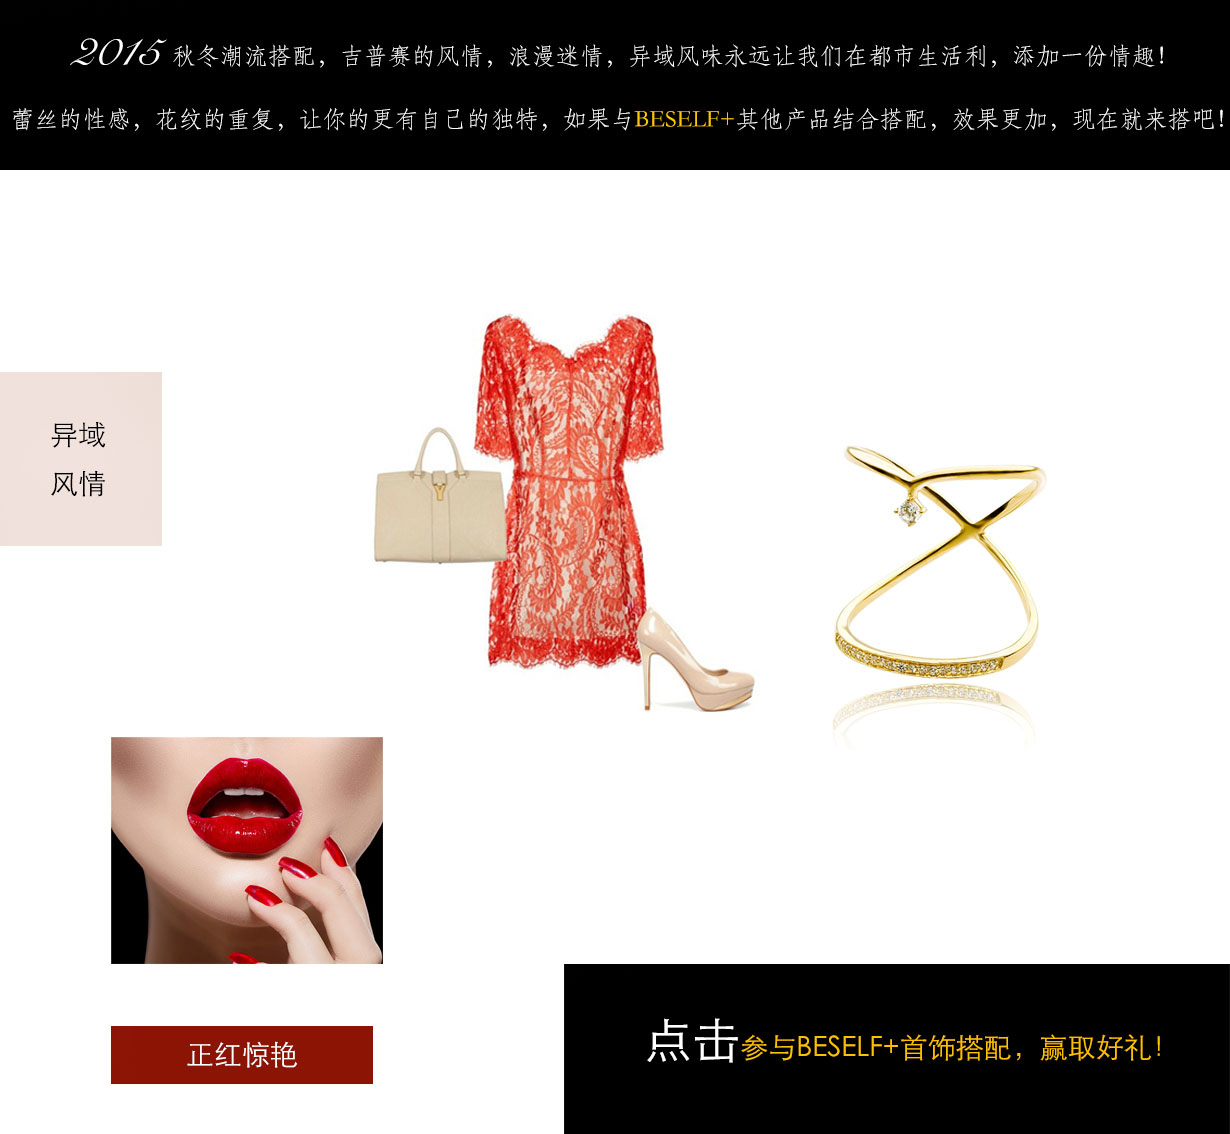 2015 秋冬潮流搭配，吉普赛的风情，浪漫迷情，异域风味永远让我们在都市生活利，添加一份情趣！
蕾丝的性感，花纹的重复，让你的更有自己的独特，如果与BESELF+其他产品结合搭配，效果更加，现在就来搭吧！
异域
风情
正红惊艳
点击参与BESELF+首饰搭配，赢取好礼！